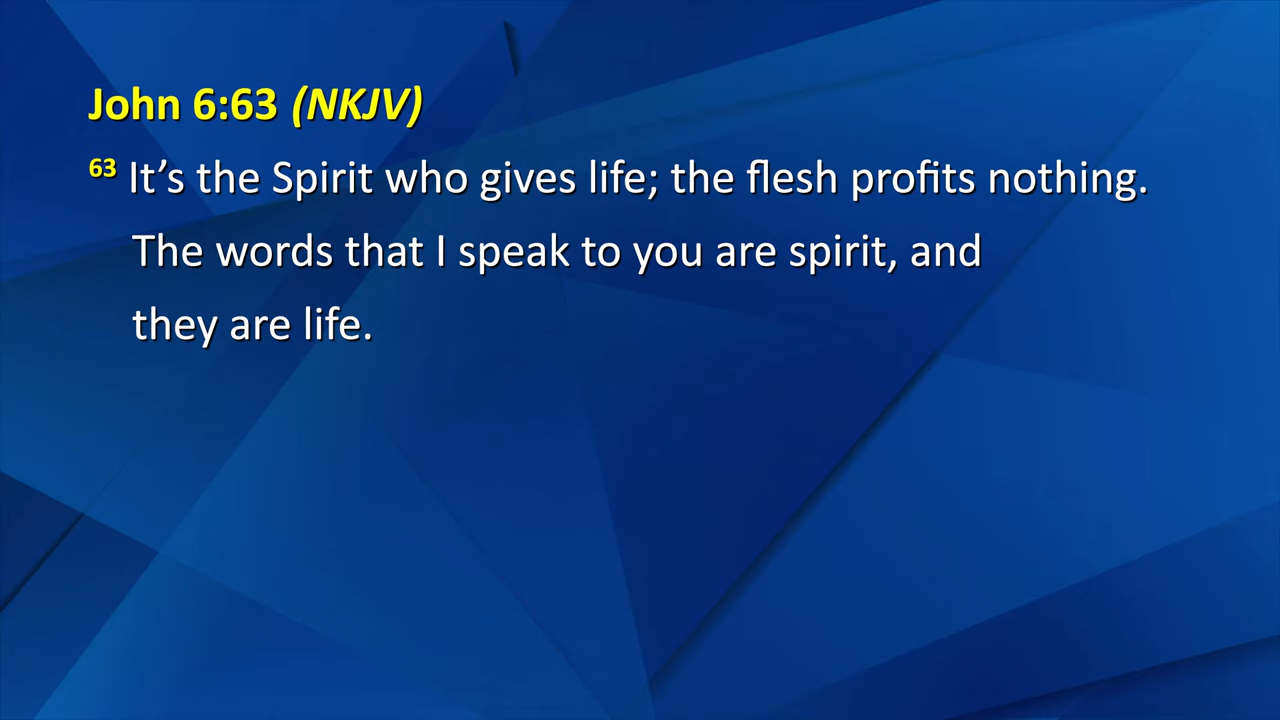 John 6:63 (NKJV)
63 It’s the Spirit who gives life; the flesh profits nothing.
The words that I speak to you are spirit, and
they are life.